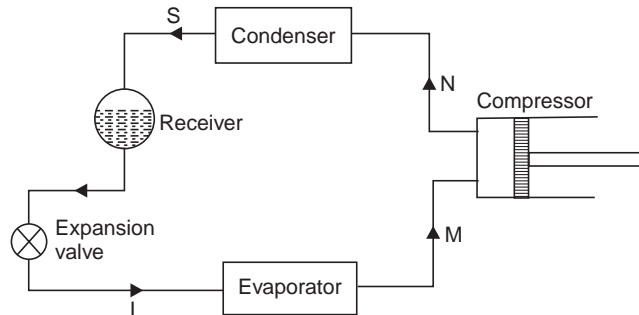 S
Condenser
N
Compressor
Receiver
Expansion
valve
M
Evaporator